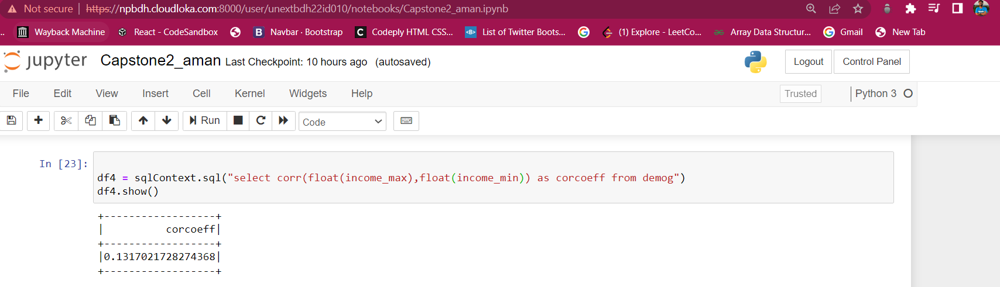 Not secure | https://npbdh.cloudloka.com:8000/user/unextbdh22id010/notebooks/Capstone2_aman.ipynb
.. Wayback Machine React - CodeSandbox B Navbar · Bootstrap C Codeply HTML CSS... <B> List of Twitter Boots... G (1) Explore - LeetCo... Array Data Structur... G Gmail New Tab
jupyter Capstone2_aman Last Checkpoint: 10 hours ago (autosaved) Logout Control Panel
File Edit View Insert Cell Kernel Widgets Help Trusted Python 3
Run Code
In [23]:
df4 = sqlContext.sql("select corr(float(income_max),float(income_min)) as corcoeff from demog")
df4.show()
+------------------+
|          corcoeff|
+------------------+
|0.1317021728274368|
+------------------+